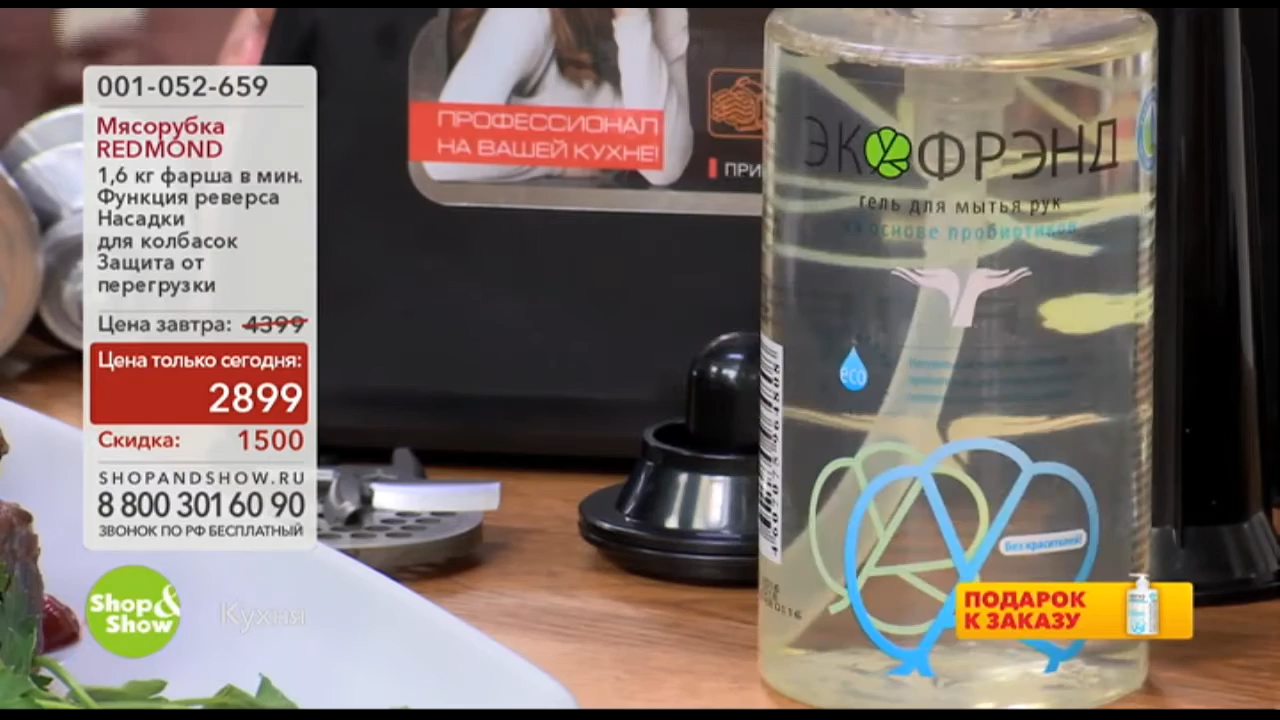 001-052-659
Мясорубка
REDMOND
1,6 кг фарша в мин.
Функция реверса
Насадки
для колбасок
Защита от
перегрузки
Цена завтра: 4399
Цена только сегодня:
2899
Скидка: 1500
SHOPANDSHOW.RU
8 800 301 60 90
ЗВОНОК ПО РФ БЕСПЛАТНЫЙ
Shop&
Show
Кухня
ПРОФЕССИОНАЛ
НА ВАШЕЙ КУХНЕ!
ПРИ
ЭКОФРЭНД
гель для мытья рук
на основе пробиотиков
eco
Без красителей!
ПОДАРОК
К ЗАКАЗУ